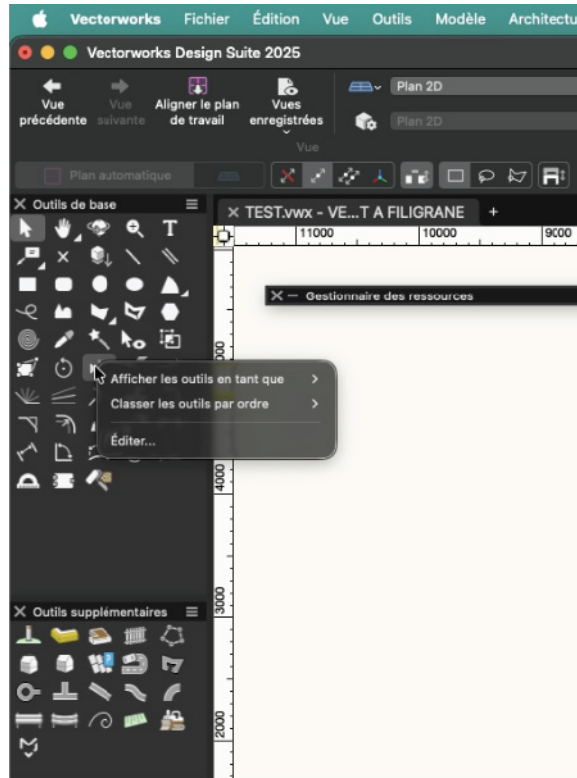 Vectorworks Fichier Édition Vue Outils Modèle Architectu
Vectorworks Design Suite 2025
Vue précédente
Vue suivante
Aligner le plan de travail
Vues enregistrées
Plan 2D
Plan 2D
Vue
Plan automatique
Outils de base
TEST.vwx - VE...T A FILIGRANE
11000 10000 9000
Gestionnaire des ressources
Afficher les outils en tant que
Classer les outils par ordre
Éditer...
4000
Outils supplémentaires
3000
2000